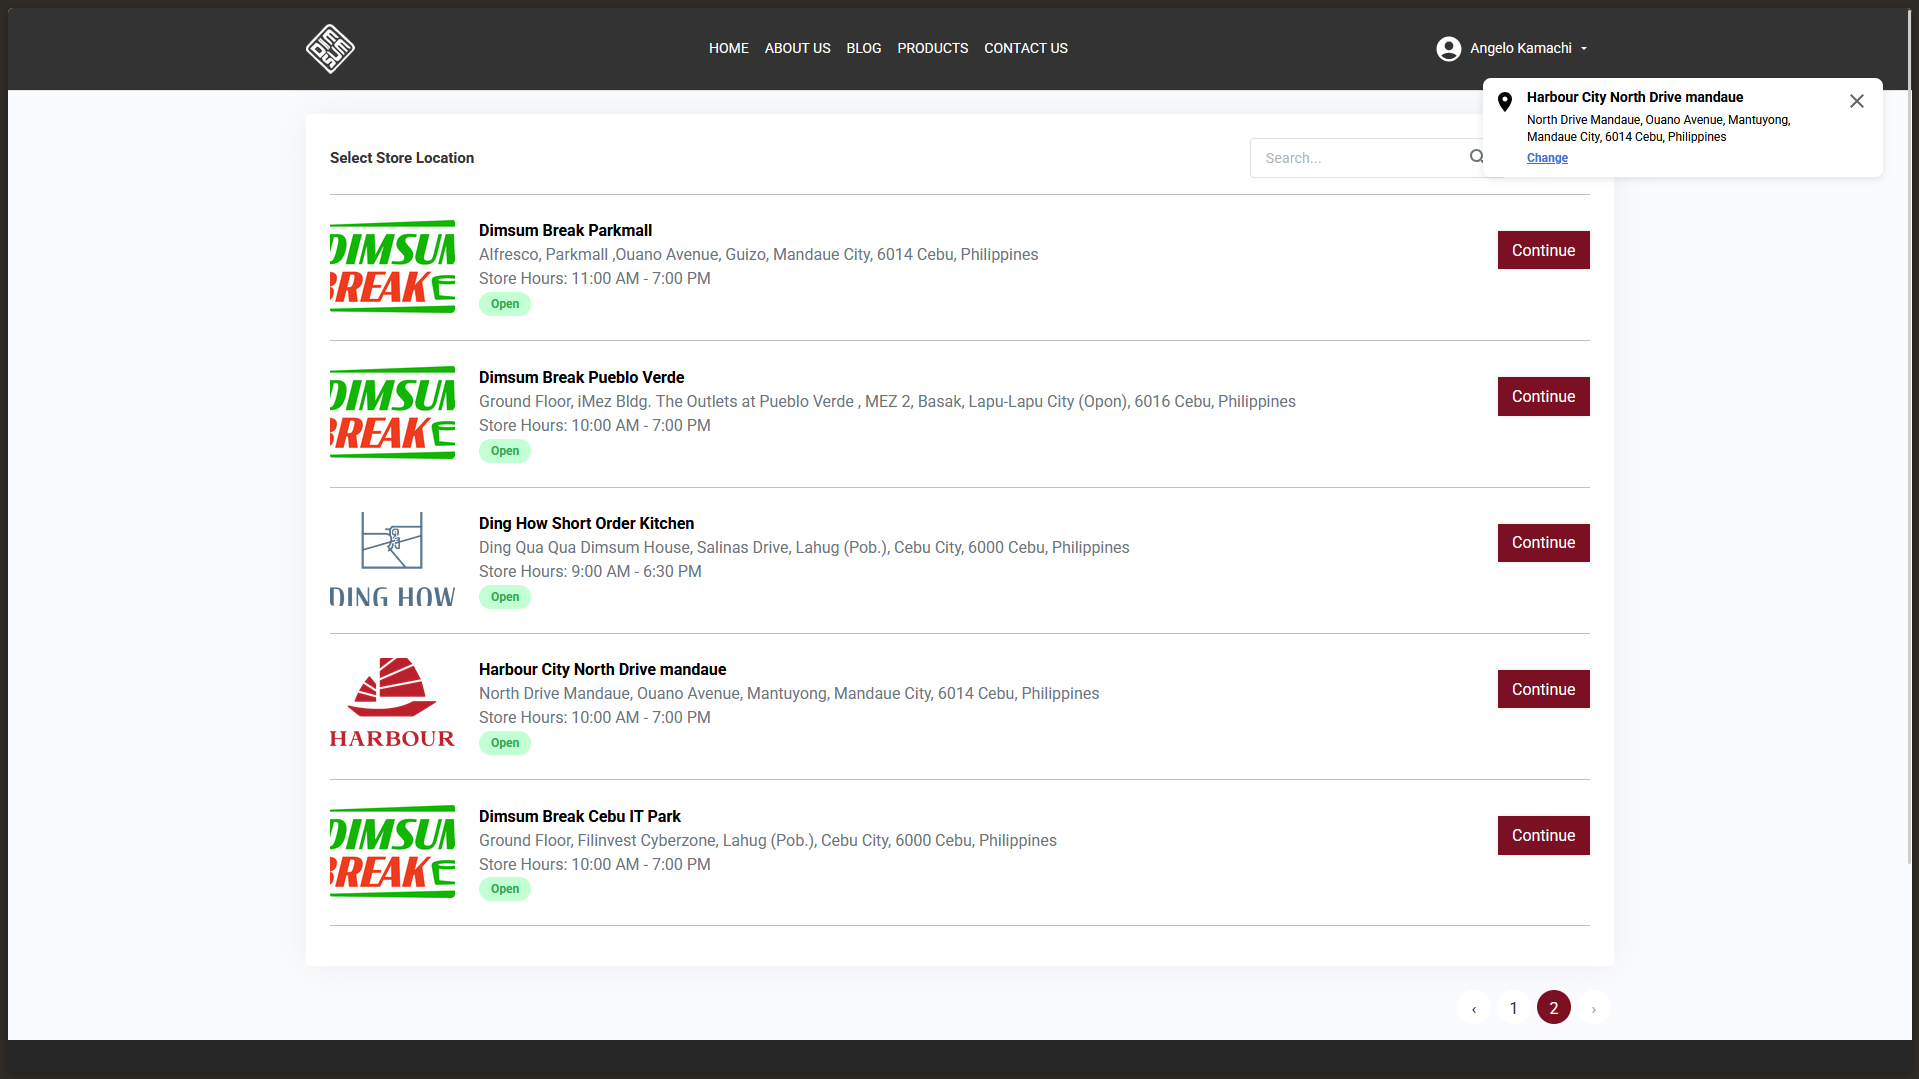 DIMSUM
HOME
ABOUT US
BLOG
PRODUCTS
CONTACT US
Angelo Kamachi
Harbour City North Drive mandaue
North Drive Mandaue, Ouano Avenue, Mantuyong,
Mandaue City, 6014 Cebu, Philippines
Change
Select Store Location
Search...
DIMSUM
BREAK
Dimsum Break Parkmall
Alfresco, Parkmall ,Ouano Avenue, Guizo, Mandaue City, 6014 Cebu, Philippines
Store Hours: 11:00 AM - 7:00 PM
Open
Continue
DIMSUM
BREAK
Dimsum Break Pueblo Verde
Ground Floor, iMez Bldg. The Outlets at Pueblo Verde , MEZ 2, Basak, Lapu-Lapu City (Opon), 6016 Cebu, Philippines
Store Hours: 10:00 AM - 7:00 PM
Open
Continue
DING HOW
Ding How Short Order Kitchen
Ding Qua Qua Dimsum House, Salinas Drive, Lahug (Pob.), Cebu City, 6000 Cebu, Philippines
Store Hours: 9:00 AM - 6:30 PM
Open
Continue
HARBOUR
Harbour City North Drive mandaue
North Drive Mandaue, Ouano Avenue, Mantuyong, Mandaue City, 6014 Cebu, Philippines
Store Hours: 10:00 AM - 7:00 PM
Open
Continue
DIMSUM
BREAK
Dimsum Break Cebu IT Park
Ground Floor, Filinvest Cyberzone, Lahug (Pob.), Cebu City, 6000 Cebu, Philippines
Store Hours: 10:00 AM - 7:00 PM
Open
Continue
‹ 1 2 ›